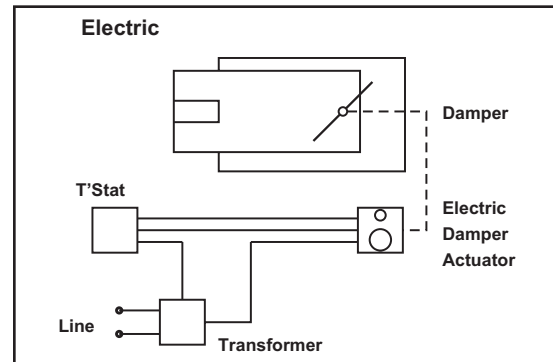 Electric
Damper
T'Stat
Electric
Damper
Actuator
Line
Transformer